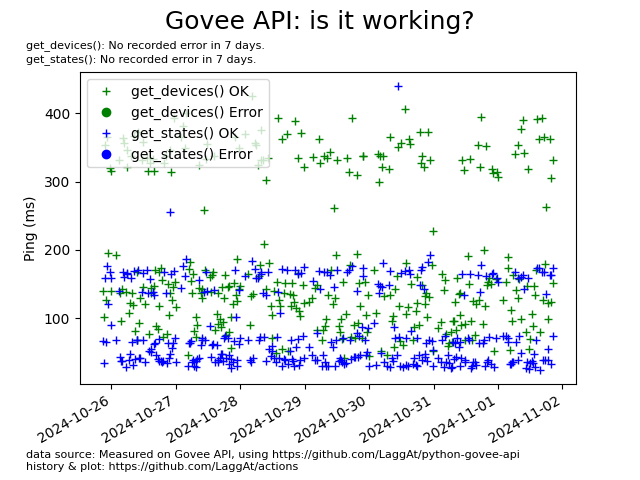 Govee API: is it working?
get_devices(): No recorded error in 7 days.
get_states(): No recorded error in 7 days.
get_devices() OK
get_devices() Error
get_states() OK
get_states() Error
400
300
200
100
Ping (ms)
2024-10-26
2024-10-27
2024-10-28
2024-10-29
2024-10-30
2024-10-31
2024-11-01
2024-11-02
data source: Measured on Govee API, using https://github.com/LaggAt/python-govee-api
history & plot: https://github.com/LaggAt/actions